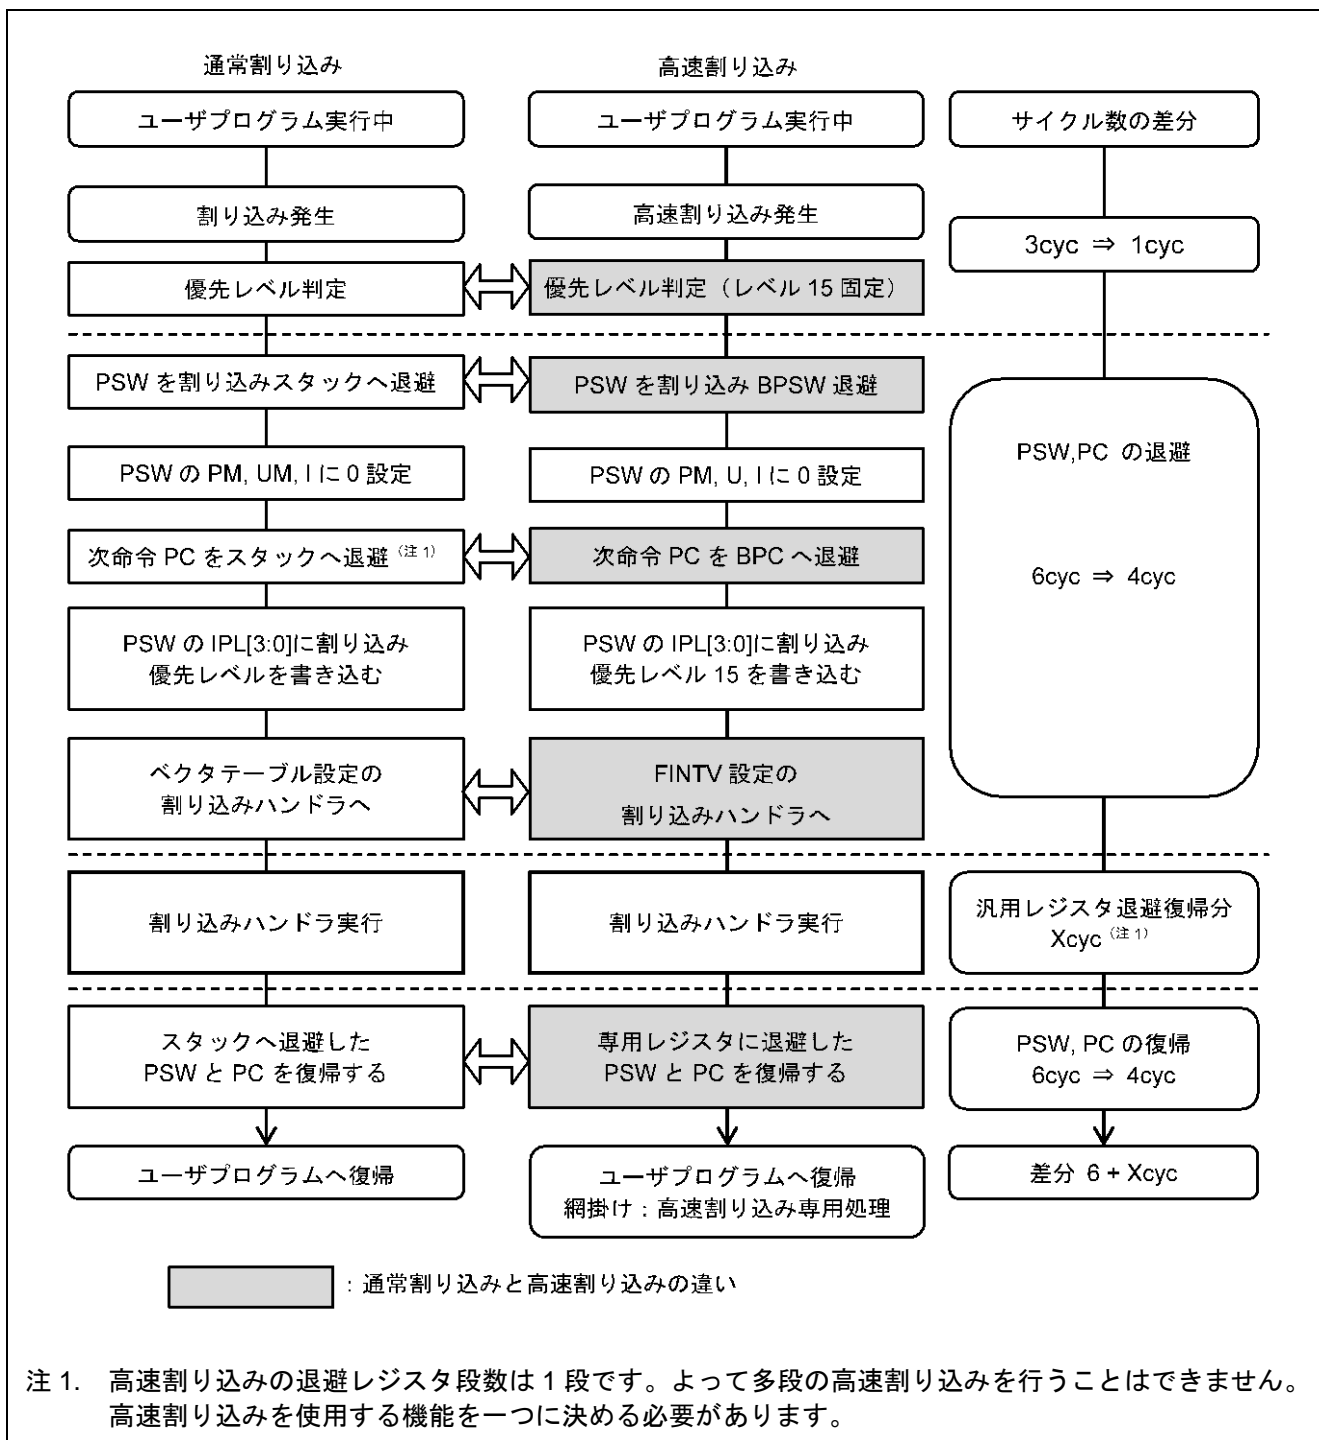 通常割り込み
ユーザプログラム実行中
割り込み発生
優先レベル判定
PSW を割り込みスタックへ退避
PSW の PM, UM, I に 0 設定
次命令 PC をスタックへ退避 (注 1)
PSW の IPL[3:0]に割り込み
優先レベルを書き込む
ベクタテーブル設定の
割り込みハンドラへ
割り込みハンドラ実行
スタックへ退避した
PSW と PC を復帰する
ユーザプログラムへ復帰
高速割り込み
ユーザプログラム実行中
高速割り込み発生
優先レベル判定（レベル 15 固定）
PSW を割り込み BPSW 退避
PSW の PM, U, I に 0 設定
次命令 PC を BPC へ退避
PSW の IPL[3:0]に割り込み
優先レベル 15 を書き込む
FINTV 設定の
割り込みハンドラへ
割り込みハンドラ実行
専用レジスタに退避した
PSW と PC を復帰する
ユーザプログラムへ復帰
網掛け：高速割り込み専用処理
サイクル数の差分
3cyc ⇒ 1cyc
PSW,PC の退避
6cyc ⇒ 4cyc
汎用レジスタ退避復帰分
Xcyc (注 1)
PSW, PC の復帰
6cyc ⇒ 4cyc
差分 6 + Xcyc
：通常割り込みと高速割り込みの違い
注 1. 高速割り込みの退避レジスタ段数は 1 段です。よって多段の高速割り込みを行うことはできません。
高速割り込みを使用する機能を一つに決める必要があります。